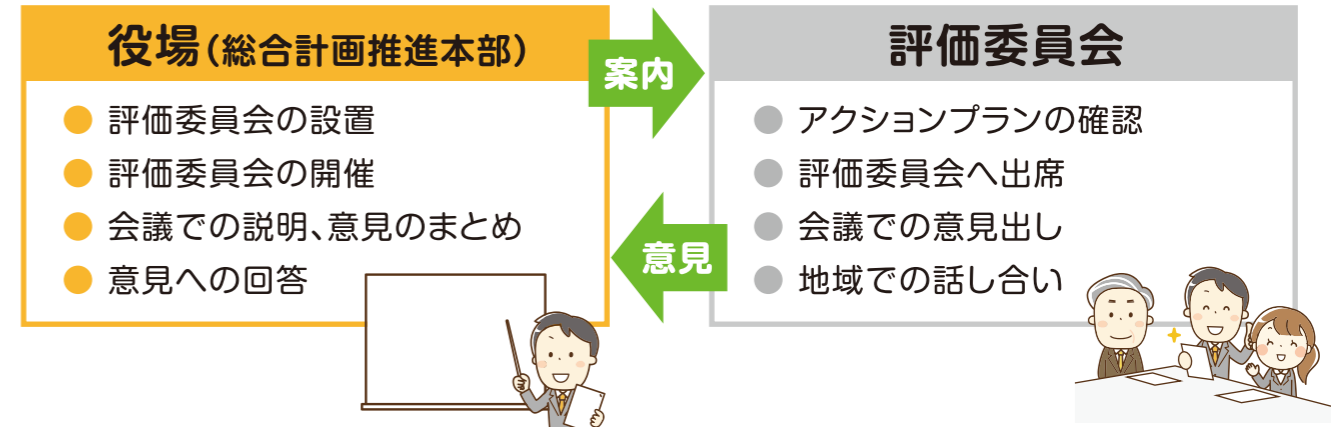 役場(総合計画推進本部)
● 評価委員会の設置
● 評価委員会の開催
● 会議での説明、意見のまとめ
● 意見への回答
案内
意見
評価委員会
● アクションプランの確認
● 評価委員会へ出席
● 会議での意見出し
● 地域での話し合い